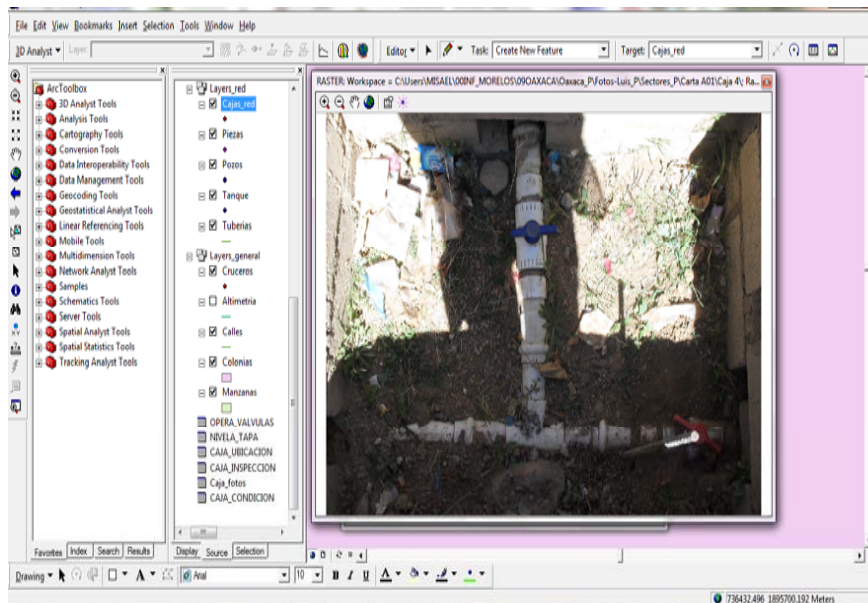 File Edit View Bookmarks Insert Selection Tools Window Help
3D Analyst Layer:
Editor Task: Create New Feature Target: Cajas_red
ArcToolbox
3D Analyst Tools
Analysis Tools
Cartography Tools
Conversion Tools
Data Interoperability Tools
Data Management Tools
Geocoding Tools
Geostatistical Analyst Tools
Linear Referencing Tools
Mobile Tools
Multidimension Tools
Network Analyst Tools
Samples
Schematics Tools
Server Tools
Spatial Analyst Tools
Spatial Statistics Tools
Tracking Analyst Tools
Favorites Index Search Results
Layers_red
Cajas_red
Piezas
Pozos
Tanque
Tuberias
Layers_general
Cruceros
Altimetria
Calles
Colonias
Manzanas
OPERA_VALVULAS
NIVELA_TAPA
CAJA_UBICACION
CAJA_INSPECCION
Caja_fotos
CAJA_CONDICION
Display Source Selection
RASTER: Workspace = C:\Users\MISAEL\00INF_MORELOS\09OAXACA\Oaxaca_P\Fotos-Luis_P\Sectores_P\Carta A01\Caja 4\; Ra...
Drawing A Arial 10 B I U A
736432.496 1895700.192 Meters